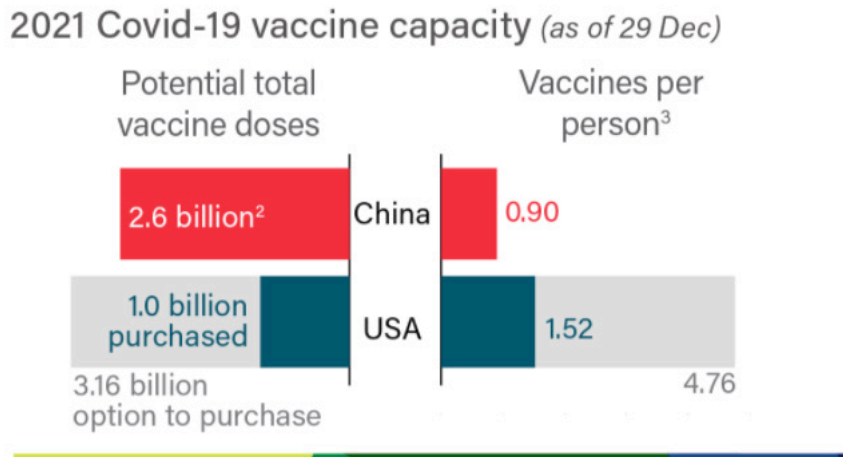 2021 Covid-19 vaccine capacity (as of 29 Dec)
Potential total
vaccine doses
Vaccines per
person³
2.6 billion²
China
0.90
1.0 billion
purchased
USA
1.52
3.16 billion
option to purchase
4.76